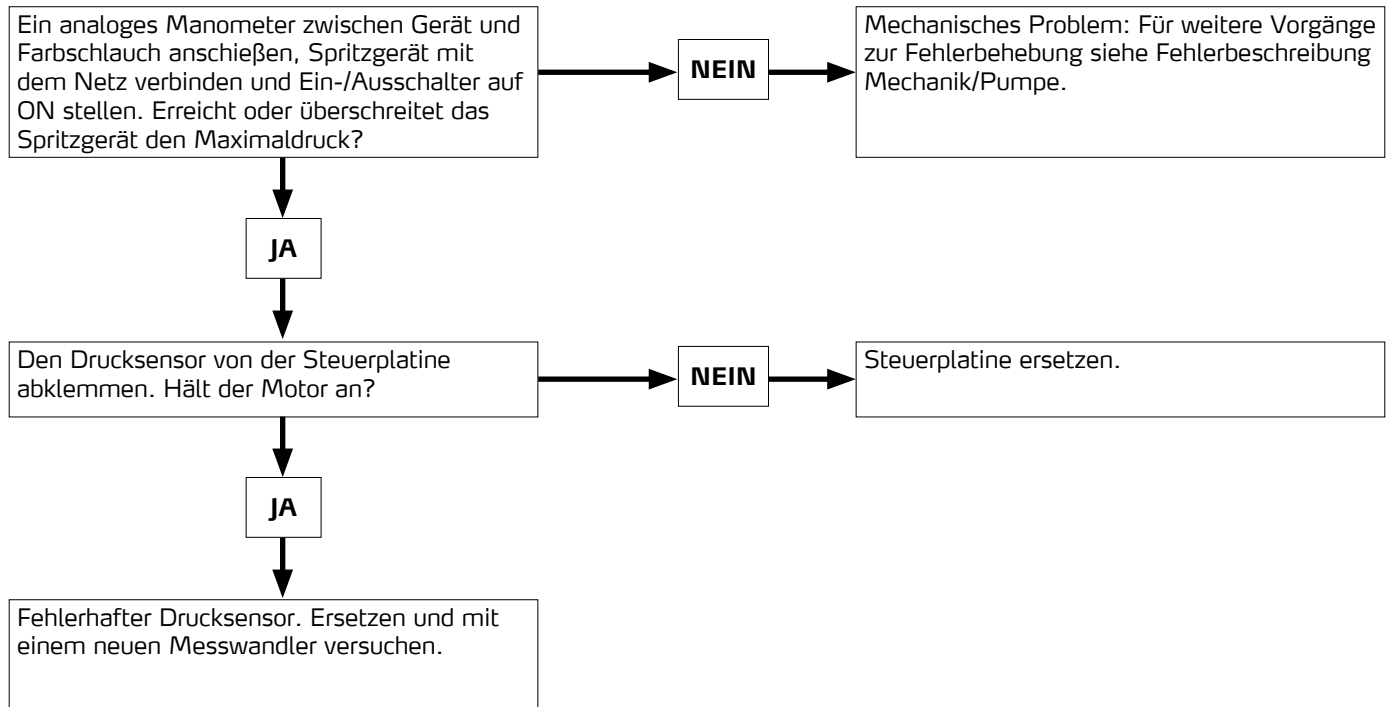 Ein analoges Manometer zwischen Gerät und
Farbschlauch anschießen, Spritzgerät mit
dem Netz verbinden und Ein-/Ausschalter auf
ON stellen. Erreicht oder überschreitet das
Spritzgerät den Maximaldruck?
NEIN
Mechanisches Problem: Für weitere Vorgänge
zur Fehlerbehebung siehe Fehlerbeschreibung
Mechanik/Pumpe.
JA
Den Drucksensor von der Steuerplatine
abklemmen. Hält der Motor an?
NEIN
Steuerplatine ersetzen.
JA
Fehlerhafter Drucksensor. Ersetzen und mit
einem neuen Messwandler versuchen.